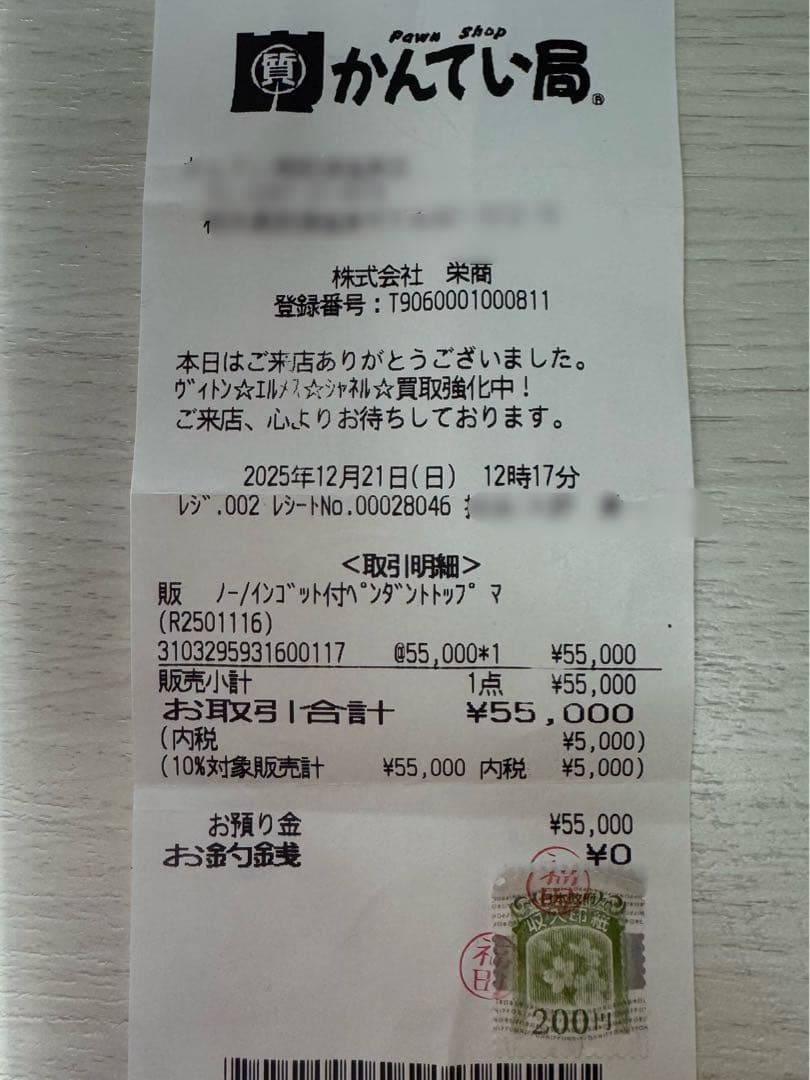 Pawn Shop
質 かんてい局®
株式会社 栄商
登録番号:T9060001000811
本日はご来店ありがとうございました。
ヴィトン☆エルメス☆シャネル☆買取強化中!
ご来店、心よりお待ちしております。
2025年12月21日(日) 12時17分
レジ.002 レシートNo.00028046
<取引明細>
販 ノー/インゴット付ペンダントトップ マ
(R2501116)
3103295931600117 @55,000*1 ¥55,000
販売小計 1点 ¥55,000
お取引合計 ¥55,000
(内税 ¥5,000)
(10%対象販売計 ¥55,000 内税 ¥5,000)
お預り金 ¥55,000
お釣銭 ¥0
日本政府
収入印紙
200円